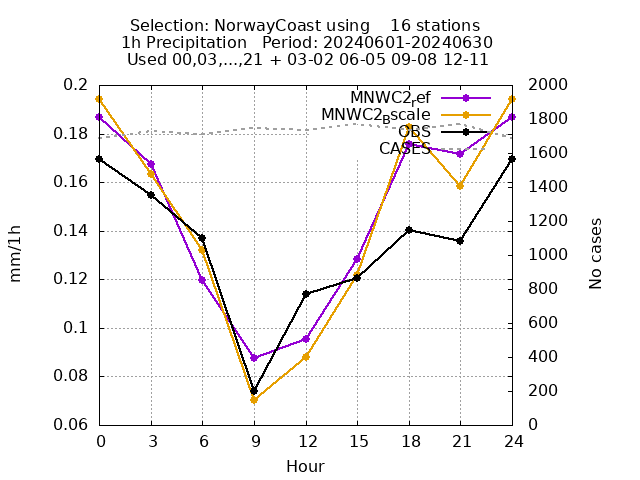 Selection: NorwayCoast using    16 stations
1h Precipitation   Period: 20240601-20240630
Used 00,03,...,21 + 03-02 06-05 09-08 12-11
MNWC2_ref
MNWC2_Bscale
OBS
CASES
0.2
0.18
0.16
0.14
0.12
0.1
0.08
0.06
mm/1h
2000
1800
1600
1400
1200
1000
800
600
400
200
0
No cases
0 3 6 9 12 15 18 21 24
Hour